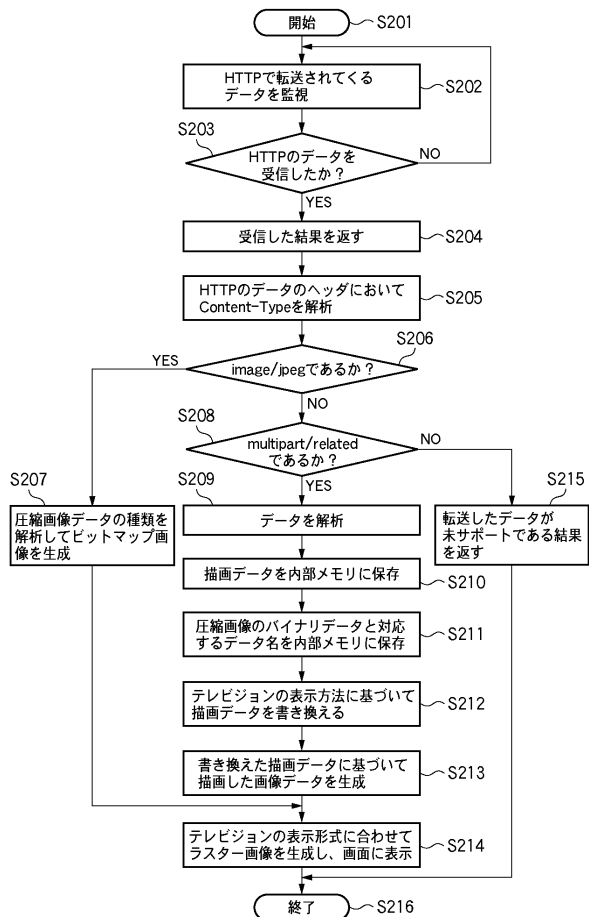 開始
S201
HTTPで転送されてくる
データを監視
S202
S203
HTTPのデータを
受信したか？
NO
YES
受信した結果を返す
S204
HTTPのデータのヘッダにおいて
Content-Typeを解析
S205
S206
YES
image/jpegであるか？
NO
S208
multipart/related
であるか？
NO
YES
S207
圧縮画像データの種類を
解析してビットマップ画
像を生成
S209
データを解析
S215
転送したデータが
未サポートである結果
を返す
描画データを内部メモリに保存
S210
圧縮画像のバイナリデータと対応
するデータ名を内部メモリに保存
S211
テレビジョンの表示方法に基づいて
描画データを書き換える
S212
書き換えた描画データに基づいて
描画した画像データを生成
S213
テレビジョンの表示形式に合わせて
ラスター画像を生成し、画面に表示
S214
終了
S216